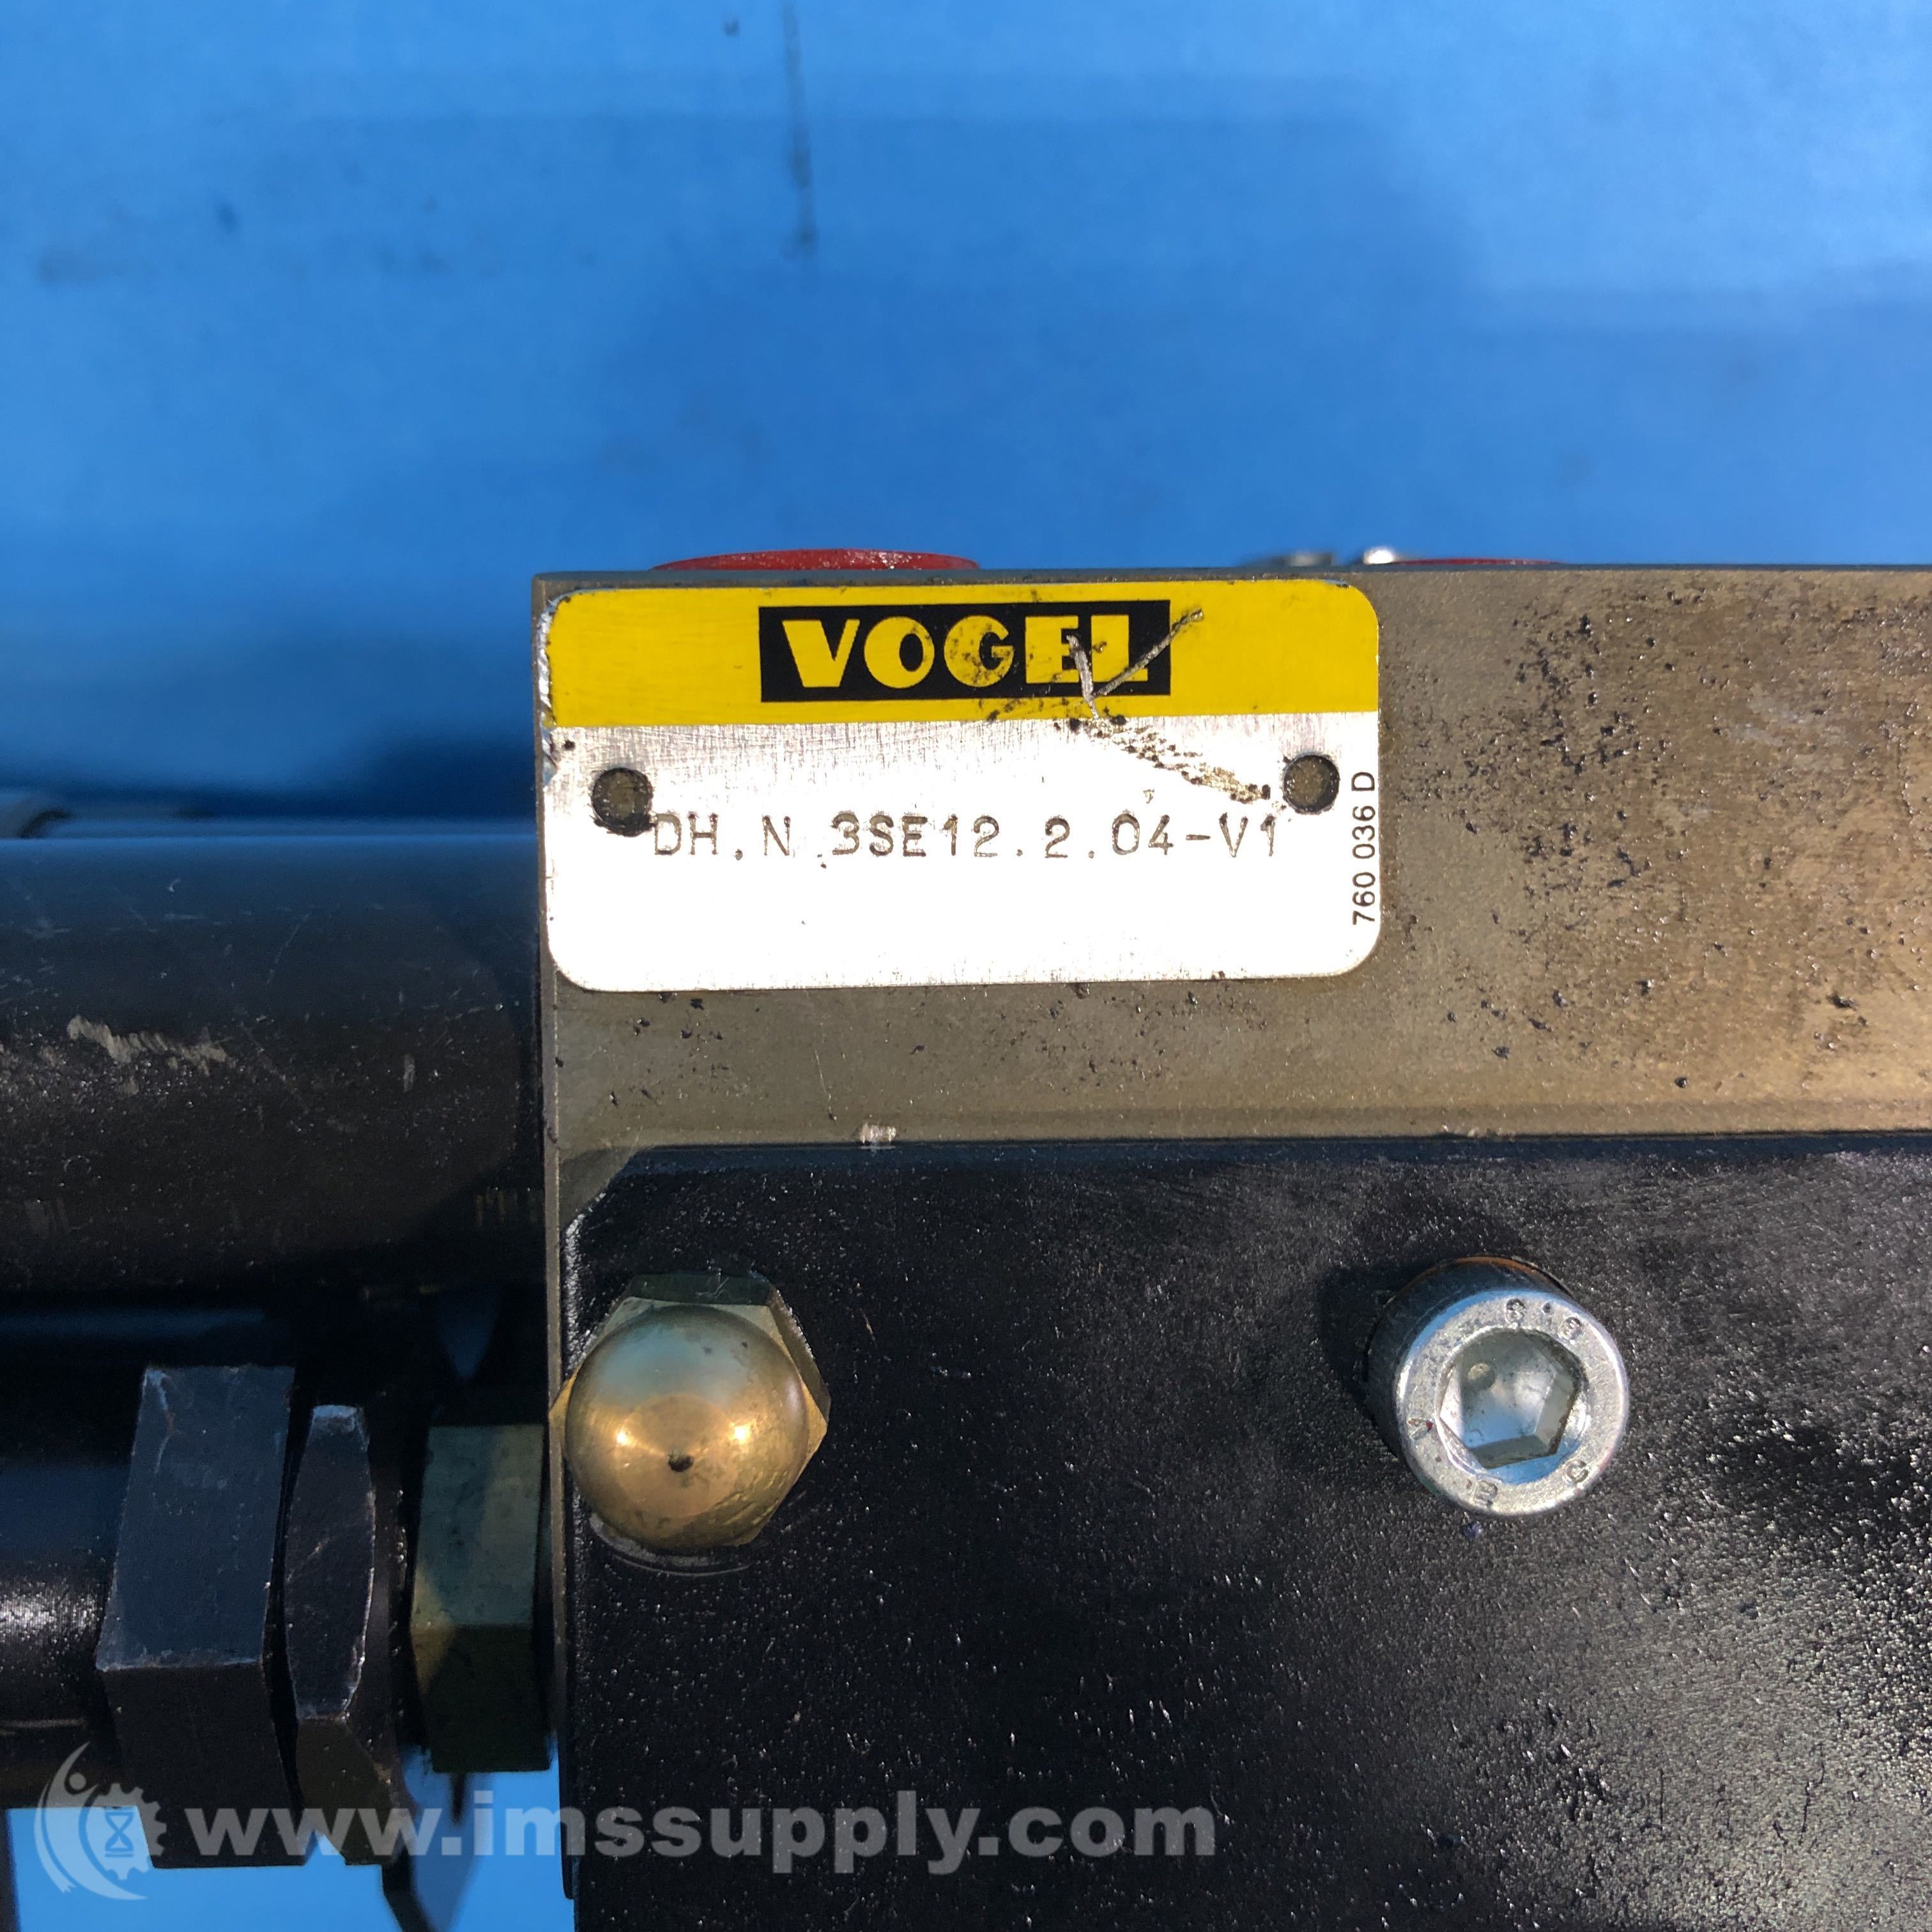 VOGEL
DH.N 3SE12.2.04-V1
760 036 D
www.imssupply.com